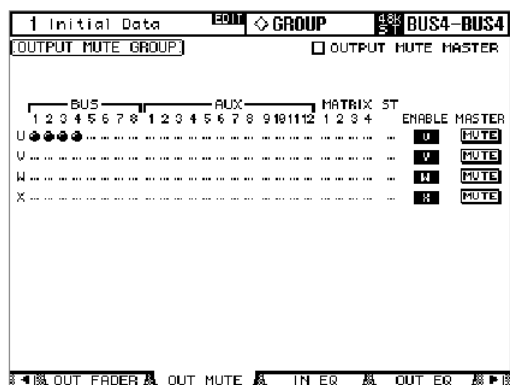 1 Initial Data EDIT GROUP 48K ST BUS4-BUS4
OUTPUT MUTE GROUP OUTPUT MUTE MASTER
BUS AUX MATRIX ST
1 2 3 4 5 6 7 8 1 2 3 4 5 6 7 8 9 10 11 12 1 2 3 4 ENABLE MASTER
U U MUTE
V V MUTE
W W MUTE
X X MUTE
OUT FADER OUT MUTE IN EQ OUT EQ